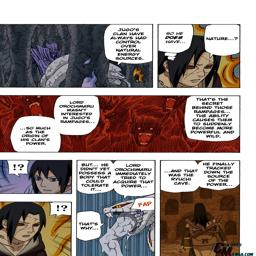 SO HE
DOES
HAVE...
NATURE...?
JUGO'S
CLAN HAVE
ALWAYS HAD
CONTROL
OVER
NATURAL
ENERGY
SOURCES.
THAT'S THE
SECRET
BEHIND THOSE
RAMPAGES...
THE ABILITY
CAUSES THEM
TO SUDDENLY
BECOME MORE
POWERFUL AND
WILD.
LORD
OROCHIMARU
WASN'T
INTERESTED
IN JUGO'S
RAMPAGES...
...SO MUCH
AS THE
ORIGIN OF
HIS CLAN'S
POWER.
HE FINALLY
TRACKED
DOWN THE
SOURCE OF
THE
POWER...
...AND
THAT WAS
THE
RYUICHI
CAVE.
LORD
OROCHIMARU
IMMEDIATELY
TRIED TO
ACQUIRE THAT
POWER...
BUT... HE
DIDN'T YET
POSSESS A
BODY THAT
COULD
TOLERATE
IT...
THAT'S
WHY...
!?
!?